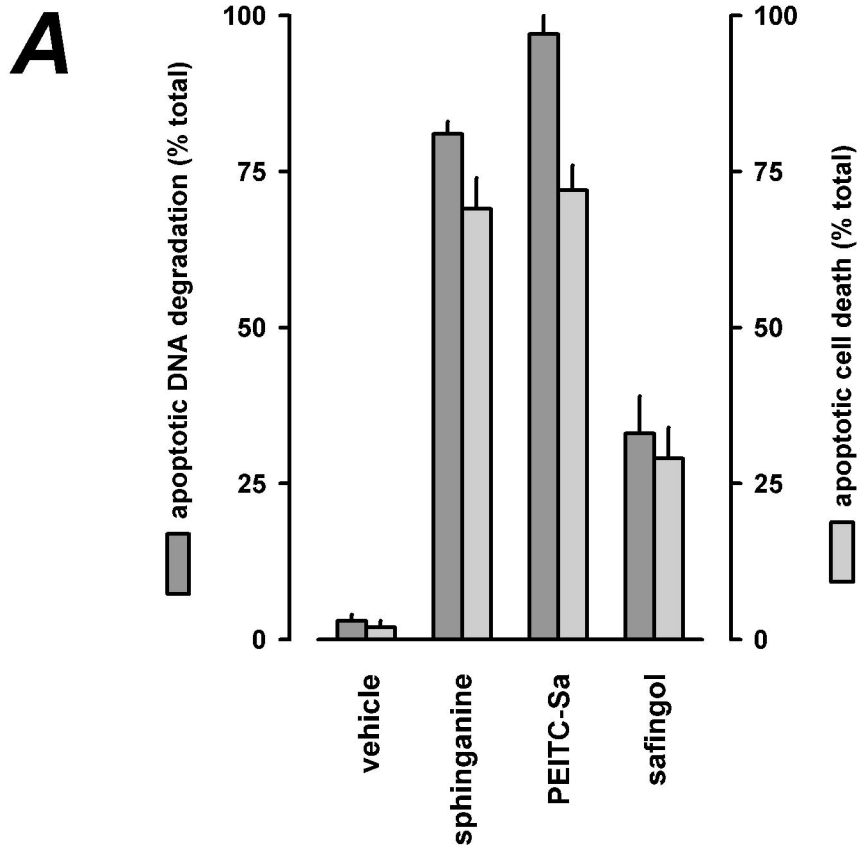 A
apoptotic DNA degradation (% total)
100
75
50
25
0
100
75
50
25
0
apoptotic cell death (% total)
vehicle
sphinganine
PEITC-Sa
safingol